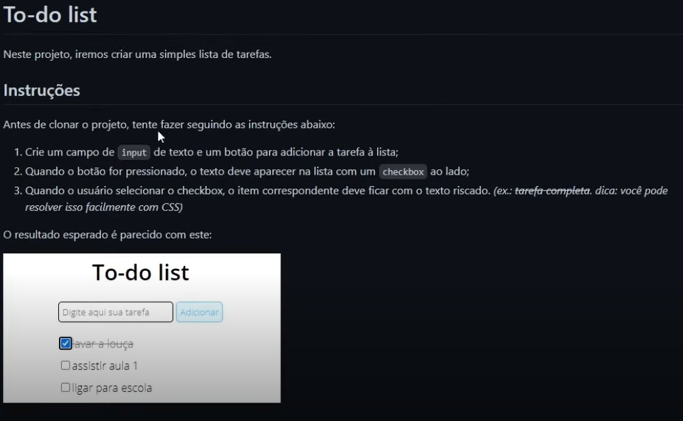 To-do list
Neste projeto, iremos criar uma simples lista de tarefas.
Instruções
Antes de clonar o projeto, tente fazer seguindo as instruções abaixo:
1. Crie um campo de input de texto e um botão para adicionar a tarefa à lista;
2. Quando o botão for pressionado, o texto deve aparecer na lista com um checkbox ao lado;
3. Quando o usuário selecionar o checkbox, o item correspondente deve ficar com o texto riscado. (ex.: tarefa completa. dica: você pode
resolver isso facilmente com CSS)
O resultado esperado é parecido com este:
To-do list
Digite aqui sua tarefa Adicionar
lavar a louça
assistir aula 1
ligar para escola